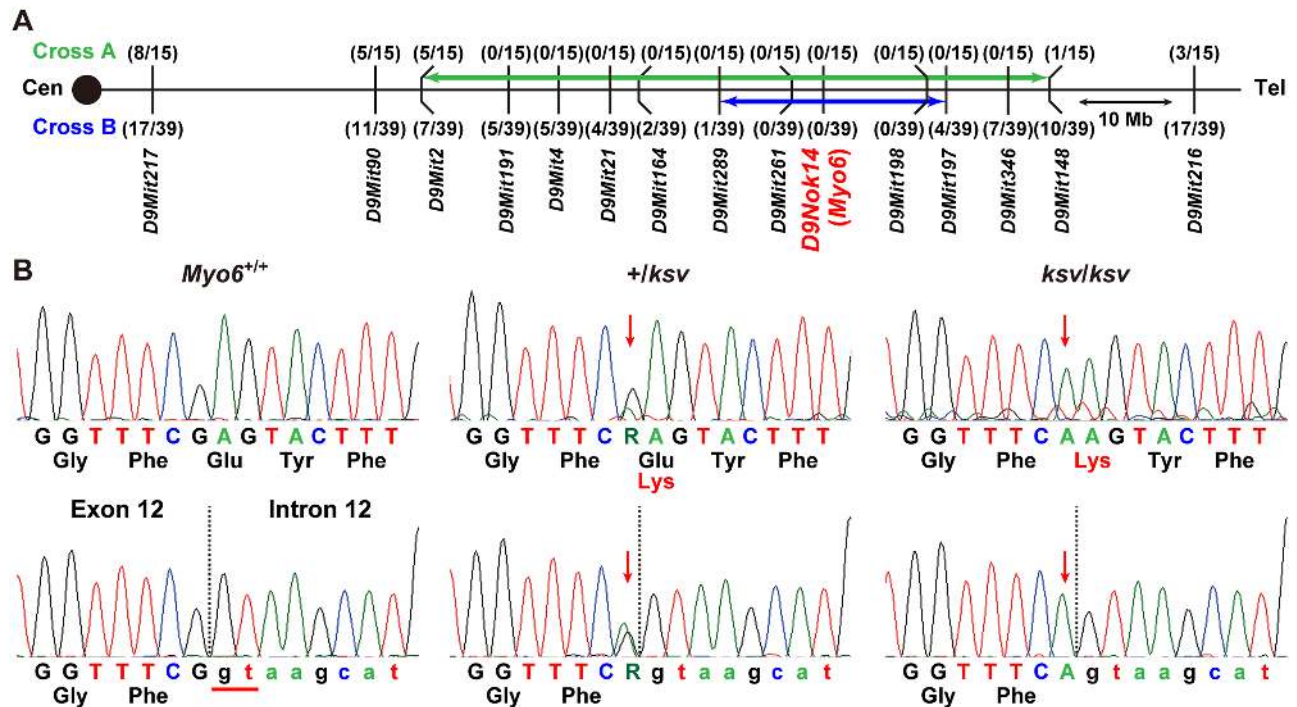 A
Cross A (8/15) (5/15) (5/15) (0/15) (0/15) (0/15) (0/15) (0/15) (0/15) (0/15) (0/15) (0/15) (0/15) (1/15) (3/15)
Cen Tel
Cross B (17/39) (11/39) (7/39) (5/39) (5/39) (4/39) (2/39) (1/39) (0/39) (0/39) (0/39) (4/39) (7/39) (10/39) 10 Mb (17/39)
D9Mit217 D9Mit90 D9Mit2 D9Mit191 D9Mit4 D9Mit21 D9Mit164 D9Mit289 D9Mit261 D9Nok14 (Myo6) D9Mit198 D9Mit197 D9Mit346 D9Mit148 D9Mit216
B Myo6+/+ +/ksv ksv/ksv
G G T T T C G A G T A C T T T G G T T T C R A G T A C T T T G G T T T C A A G T A C T T T
Gly Phe Glu Tyr Phe Gly Phe Glu Tyr Phe Gly Phe Lys Tyr Phe
Lys
Exon 12 Intron 12
G G T T T C G g t a a g c a t G G T T T C R g t a a g c a t G G T T T C A g t a a g c a t
Gly Phe Gly Phe Gly Phe